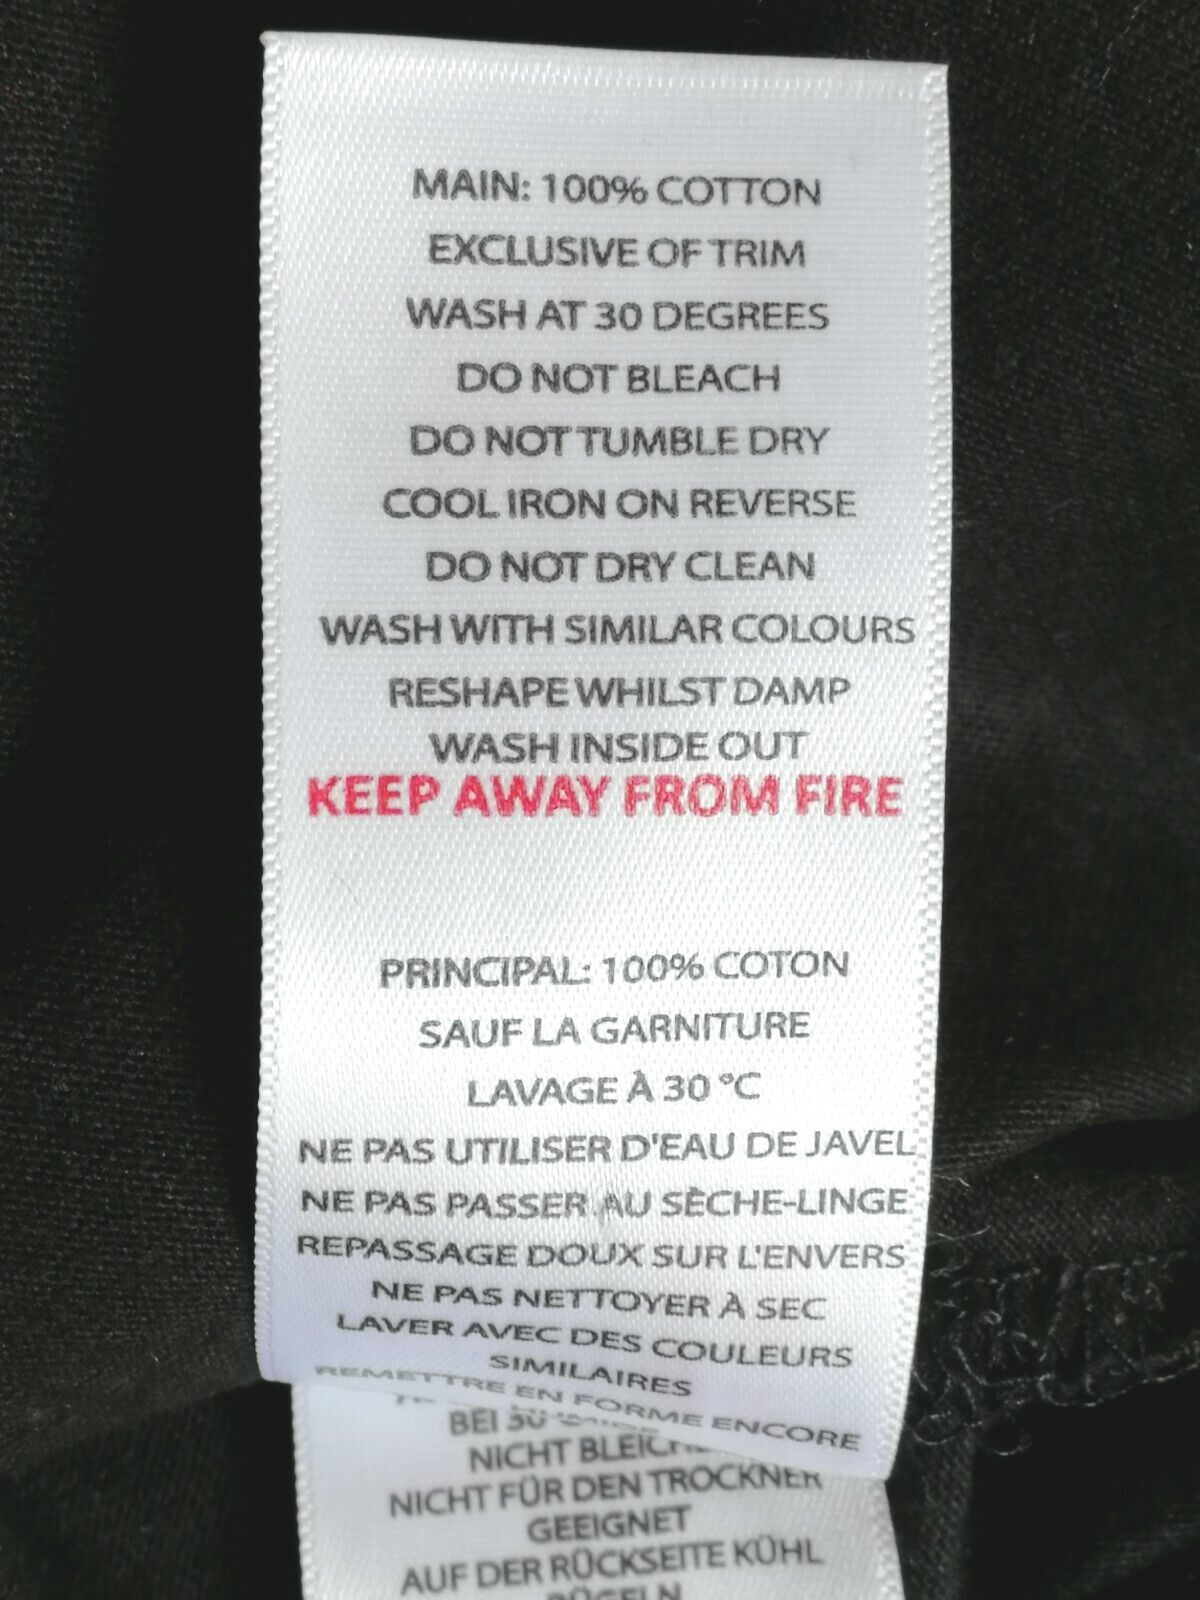 MAIN: 100% COTTON
EXCLUSIVE OF TRIM
WASH AT 30 DEGREES
DO NOT BLEACH
DO NOT TUMBLE DRY
COOL IRON ON REVERSE
DO NOT DRY CLEAN
WASH WITH SIMILAR COLOURS
RESHAPE WHILST DAMP
WASH INSIDE OUT
KEEP AWAY FROM FIRE
PRINCIPAL: 100% COTON
SAUF LA GARNITURE
LAVAGE À 30 °C
NE PAS UTILISER D'EAU DE JAVEL
NE PAS PASSER AU SÈCHE-LINGE
REPASSAGE DOUX SUR L'ENVERS
NE PAS NETTOYER À SEC
LAVER AVEC DES COULEURS
SIMILAIRES
REMETTRE EN FORME ENCORE
BEI 30
NICHT
NICHT FÜR DEN TROCKNER
GEEIGNET
AUF DER RÜCKSEITE KÜHL